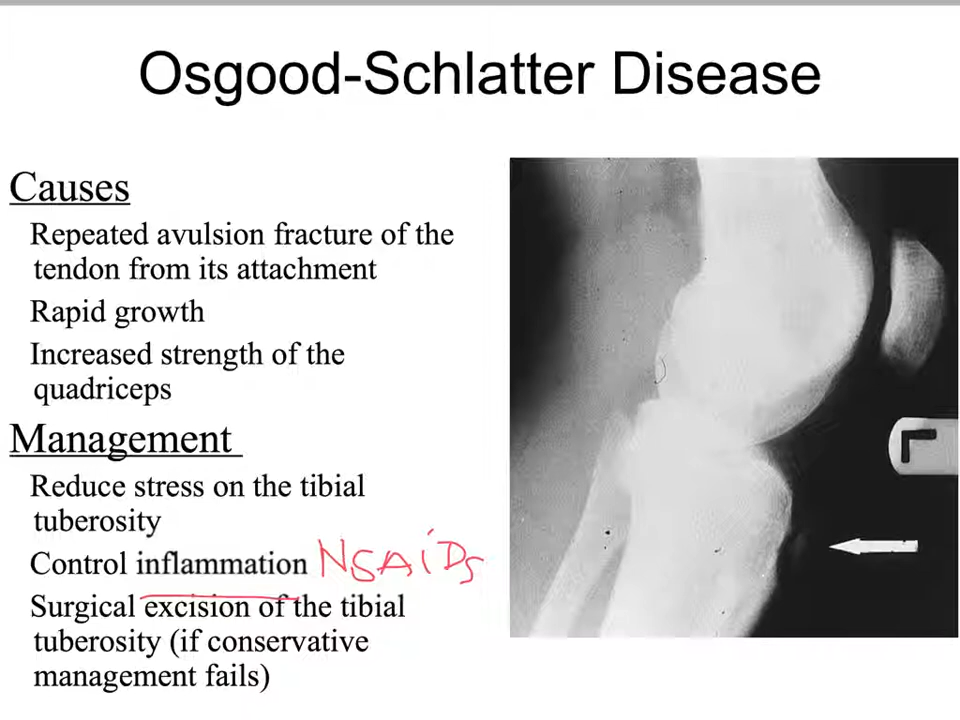 Osgood-Schlatter Disease
Causes
Repeated avulsion fracture of the
tendon from its attachment
Rapid growth
Increased strength of the
quadriceps
Management
Reduce stress on the tibial
tuberosity
Control inflammation NSAiDs
Surgical excision of the tibial
tuberosity (if conservative
management fails)